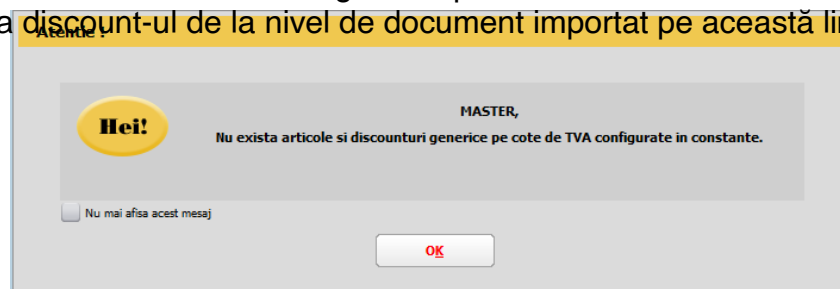 a discount-ul de la nivel de document importat pe această li
Atentie !
Hei!
MASTER,
Nu exista articole si discounturi generice pe cote de TVA configurate in constante.
Nu mai afisa acest mesaj
OK